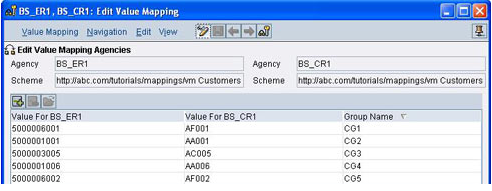 BS_ER1, BS_CR1: Edit Value Mapping
Value Mapping Navigation Edit View
Edit Value Mapping Agencies
Agency BS_ER1 Agency BS_CR1
Scheme http://abc.com/tutorials/mappings/vm Customers Scheme http://abc.com/tutorials/mappings/vm Customers
Value For BS_ER1 Value For BS_CR1 Group Name
5000006001 AF001 CG1
5000001001 AA001 CG2
5000003005 AC005 CG3
5000001006 AA006 CG4
5000006002 AF002 CG5